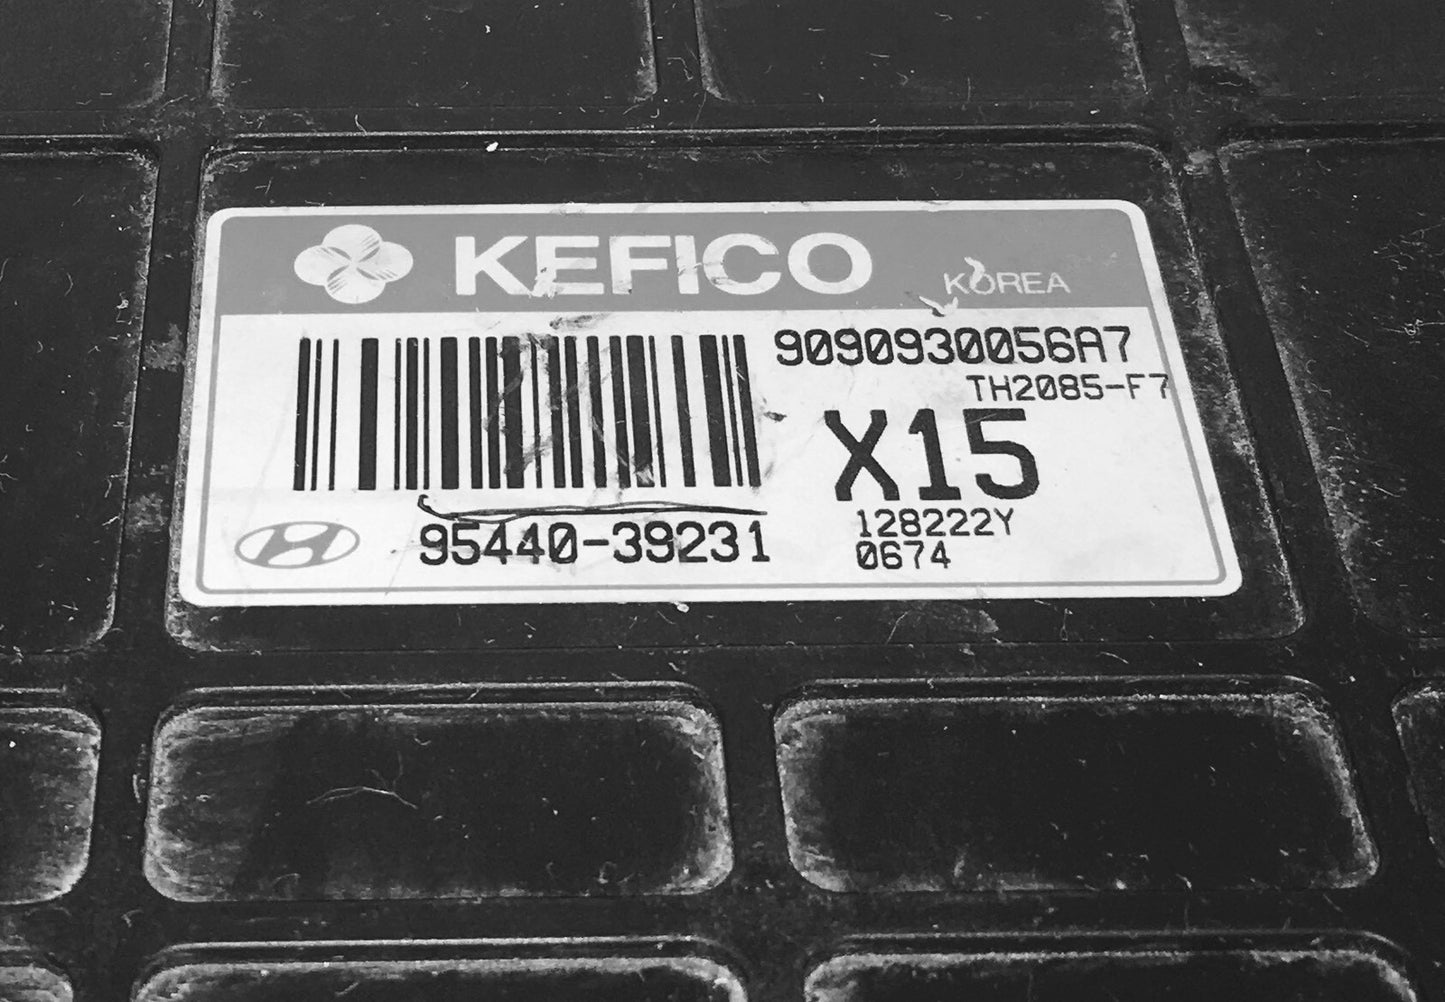 KEFICO KOREA
9090930056A7
TH2085-F7
X15
128222Y
95440-39231
0674